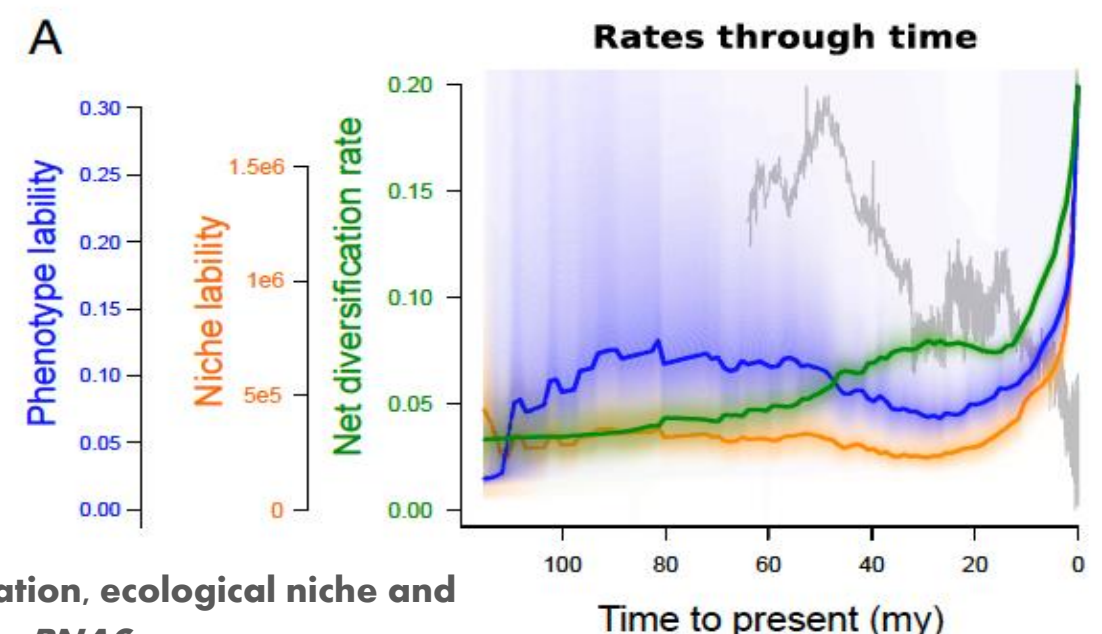 A
Rates through time
Phenotype lability
0.30
0.25
0.20
0.15
0.10
0.05
0.00
Niche lability
1.5e6
1e6
5e5
0
Net diversification rate
0.20
0.15
0.10
0.05
0.00
100 80 60 40 20 0
Time to present (my)
ation, ecological niche and
PNAS